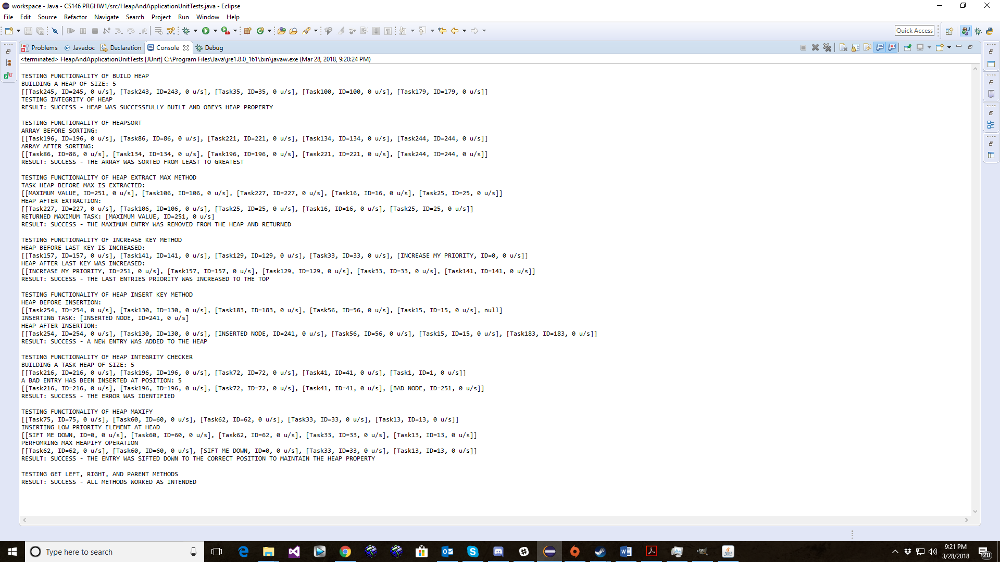 workspace - Java - CS146 PRGHW1/src/HeapAndApplicationUnitTests.java - Eclipse
File Edit Source Refactor Navigate Search Project Run Window Help
Quick Access
Problems @ Javadoc Declaration Console Debug
<terminated> HeapAndApplicationUnitTests [JUnit] C:\Program Files\Java\jre1.8.0_161\bin\javaw.exe (Mar 28, 2018, 9:20:24 PM)
TESTING FUNCTIONALITY OF BUILD HEAP
BUILDING A HEAP OF SIZE: 5
[[Task245, ID=245, 0 u/s], [Task243, ID=243, 0 u/s], [Task35, ID=35, 0 u/s], [Task100, ID=100, 0 u/s], [Task179, ID=179, 0 u/s]]
TESTING INTEGRITY OF HEAP
RESULT: SUCCESS - HEAP WAS SUCCESSFULLY BUILT AND OBEYS HEAP PROPERTY
TESTING FUNCTIONALITY OF HEAPSORT
ARRAY BEFORE SORTING:
[[Task196, ID=196, 0 u/s], [Task86, ID=86, 0 u/s], [Task221, ID=221, 0 u/s], [Task134, ID=134, 0 u/s], [Task244, ID=244, 0 u/s]]
ARRAY AFTER SORTING:
[[Task86, ID=86, 0 u/s], [Task134, ID=134, 0 u/s], [Task196, ID=196, 0 u/s], [Task221, ID=221, 0 u/s], [Task244, ID=244, 0 u/s]]
RESULT: SUCCESS - THE ARRAY WAS SORTED FROM LEAST TO GREATEST
TESTING FUNCTIONALITY OF HEAP EXTRACT MAX METHOD
TASK HEAP BEFORE MAX IS EXTRACTED:
[[MAXIMUM VALUE, ID=251, 0 u/s], [Task106, ID=106, 0 u/s], [Task227, ID=227, 0 u/s], [Task16, ID=16, 0 u/s], [Task25, ID=25, 0 u/s]]
HEAP AFTER EXTRACTION:
[[Task227, ID=227, 0 u/s], [Task106, ID=106, 0 u/s], [Task25, ID=25, 0 u/s], [Task16, ID=16, 0 u/s], [Task25, ID=25, 0 u/s]]
RETURNED MAXIMUM TASK: [MAXIMUM VALUE, ID=251, 0 u/s]
RESULT: SUCCESS - THE MAXIMUM ENTRY WAS REMOVED FROM THE HEAP AND RETURNED
TESTING FUNCTIONALITY OF INCREASE KEY METHOD
HEAP BEFORE LAST KEY IS INCREASED:
[[Task157, ID=157, 0 u/s], [Task141, ID=141, 0 u/s], [Task129, ID=129, 0 u/s], [Task33, ID=33, 0 u/s], [INCREASE MY PRIORITY, ID=0, 0 u/s]]
HEAP AFTER LAST KEY WAS INCREASED:
[[INCREASE MY PRIORITY, ID=251, 0 u/s], [Task157, ID=157, 0 u/s], [Task129, ID=129, 0 u/s], [Task33, ID=33, 0 u/s], [Task141, ID=141, 0 u/s]]
RESULT: SUCCESS - THE LAST ENTRIES PRIORITY WAS INCREASED TO THE TOP
TESTING FUNCTIONALITY OF HEAP INSERT KEY METHOD
HEAP BEFORE INSERTION:
[[Task254, ID=254, 0 u/s], [Task130, ID=130, 0 u/s], [Task183, ID=183, 0 u/s], [Task56, ID=56, 0 u/s], [Task15, ID=15, 0 u/s], null]
INSERTING TASK: [INSERTED NODE, ID=241, 0 u/s]
HEAP AFTER INSERTION:
[[Task254, ID=254, 0 u/s], [Task130, ID=130, 0 u/s], [INSERTED NODE, ID=241, 0 u/s], [Task56, ID=56, 0 u/s], [Task15, ID=15, 0 u/s], [Task183, ID=183, 0 u/s]]
RESULT: SUCCESS - A NEW ENTRY WAS ADDED TO THE HEAP
TESTING FUNCTIONALITY OF HEAP INTEGRITY CHECKER
BUILDING A TASK HEAP OF SIZE: 5
[[Task216, ID=216, 0 u/s], [Task196, ID=196, 0 u/s], [Task72, ID=72, 0 u/s], [Task41, ID=41, 0 u/s], [Task1, ID=1, 0 u/s]]
A BAD ENTRY HAS BEEN INSERTED AT POSITION: 5
[[Task216, ID=216, 0 u/s], [Task196, ID=196, 0 u/s], [Task72, ID=72, 0 u/s], [Task41, ID=41, 0 u/s], [BAD NODE, ID=251, 0 u/s]]
RESULT: SUCCESS - THE ERROR WAS IDENTIFIED
TESTING FUNCTIONALITY OF HEAP MAXIFY
[[Task75, ID=75, 0 u/s], [Task60, ID=60, 0 u/s], [Task62, ID=62, 0 u/s], [Task33, ID=33, 0 u/s], [Task13, ID=13, 0 u/s]]
INSERTING LOW PRIORITY ELEMENT AT HEAD
[[SIFT ME DOWN, ID=0, 0 u/s], [Task60, ID=60, 0 u/s], [Task62, ID=62, 0 u/s], [Task33, ID=33, 0 u/s], [Task13, ID=13, 0 u/s]]
PERFOMRING MAX HEAPIFY OPERATION
[[Task62, ID=62, 0 u/s], [Task60, ID=60, 0 u/s], [SIFT ME DOWN, ID=0, 0 u/s], [Task33, ID=33, 0 u/s], [Task13, ID=13, 0 u/s]]
RESULT: SUCCESS - THE ENTRY WAS SIFTED DOWN TO THE CORRECT POSITION TO MAINTAIN THE HEAP PROPERTY
TESTING GET LEFT, RIGHT, AND PARENT METHODS
RESULT: SUCCESS - ALL METHODS WORKED AS INTENDED
Type here to search
9:21 PM
3/28/2018
20